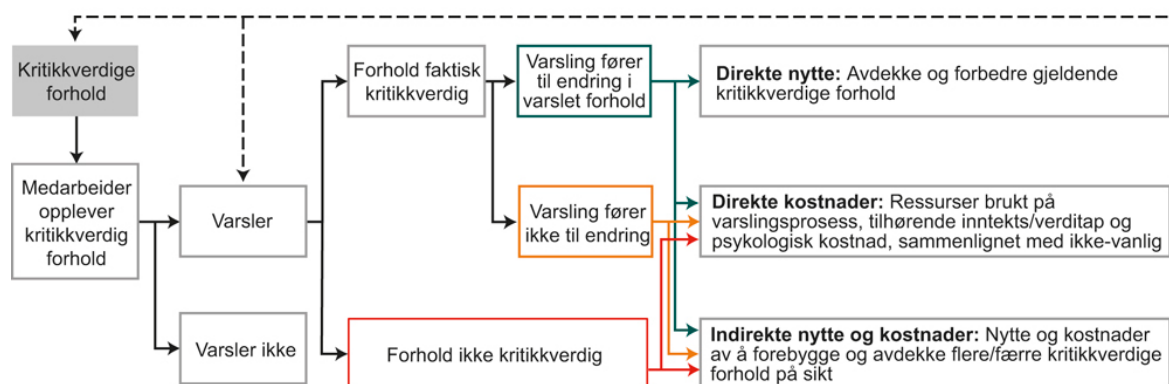 Kritikkverdige
forhold
Medarbeider
opplever
kritikkverdig
forhold
Varsler
Varsler ikke
Forhold faktisk
kritikkverdig
Forhold ikke kritikkverdig
Varsling fører
til endring i
varslet forhold
Varsling fører
ikke til endring
Direkte nytte: Avdekke og forbedre gjeldende
kritikkverdige forhold
Direkte kostnader: Ressurser brukt på
varslingsprosess, tilhørende inntekts/verditap og
psykologisk kostnad, sammenlignet med ikke-vanlig
Indirekte nytte og kostnader: Nytte og kostnader
av å forebygge og avdekke flere/færre kritikkverdige
forhold på sikt